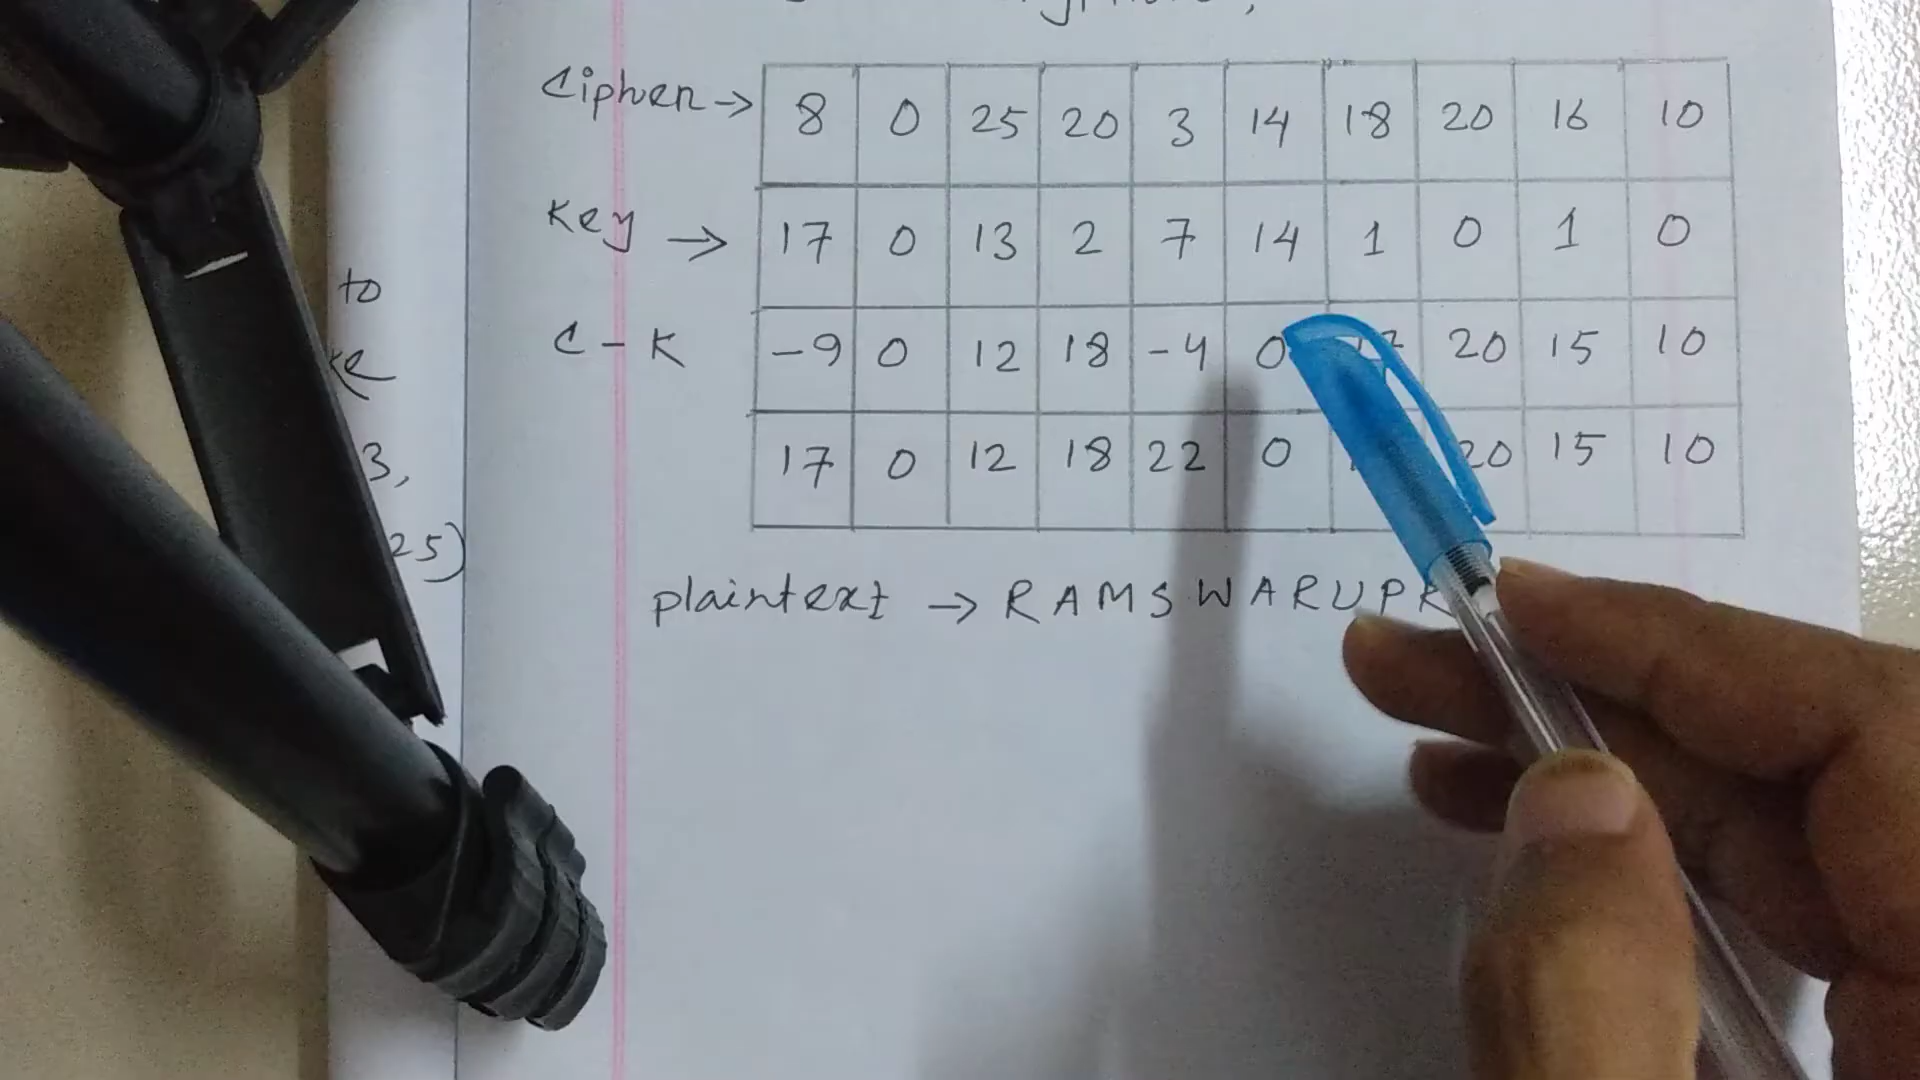 Cipher → 8 0 25 20 3 14 18 20 16 10
Key → 17 0 13 2 7 14 1 0 1 0
C - K -9 0 12 18 -4 0 20 15 10
17 0 12 18 22 0 20 15 10
plaintext → RAMSWARUPK
to
3,
25)